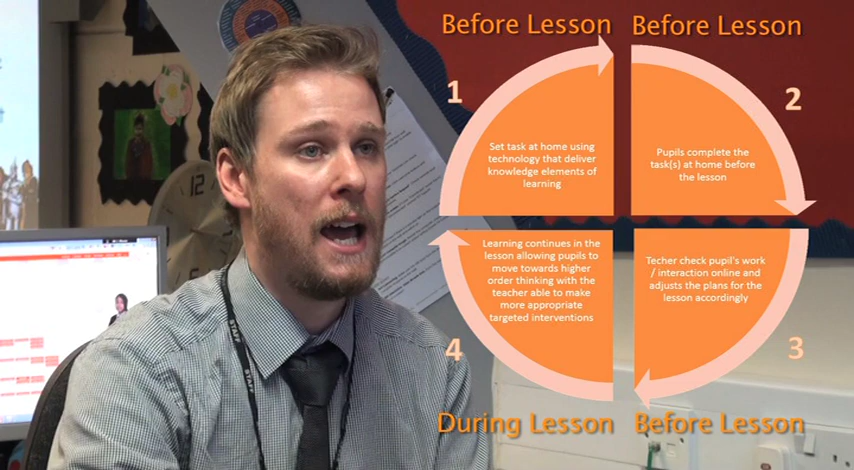 Before Lesson
1
Set task at home using
technology that deliver
knowledge elements of
learning
Before Lesson
2
Pupils complete the
task(s) at home before
the lesson
Techer check pupil's work
/ interaction online and
adjusts the plans for the
lesson accordingly
3
Before Lesson
Learning continues in the
lesson allowing pupils to
move towards higher
order thinking with the
teacher able to make
more appropriate
targeted interventions
4
During Lesson
12
STAFF
STAFF